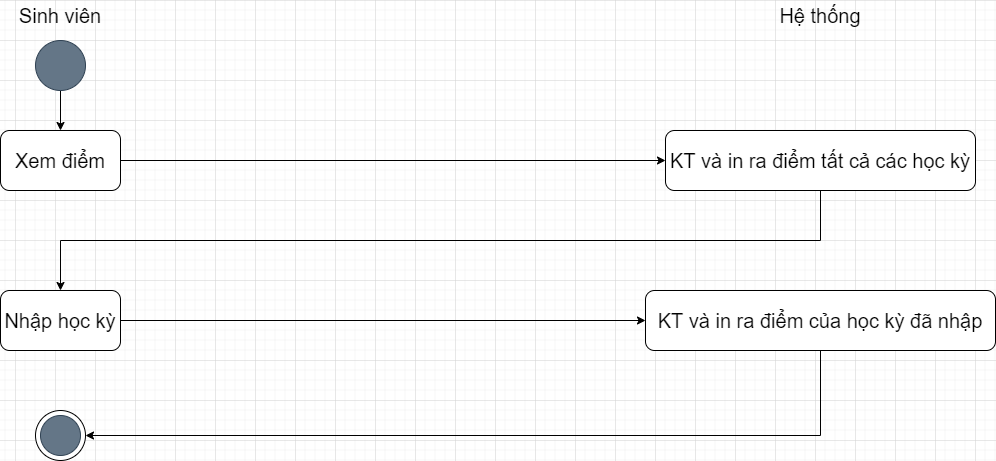 Sinh viên
Hệ thống
Xem điểm
KT và in ra điểm tất cả các học kỳ
Nhập học kỳ
KT và in ra điểm của học kỳ đã nhập